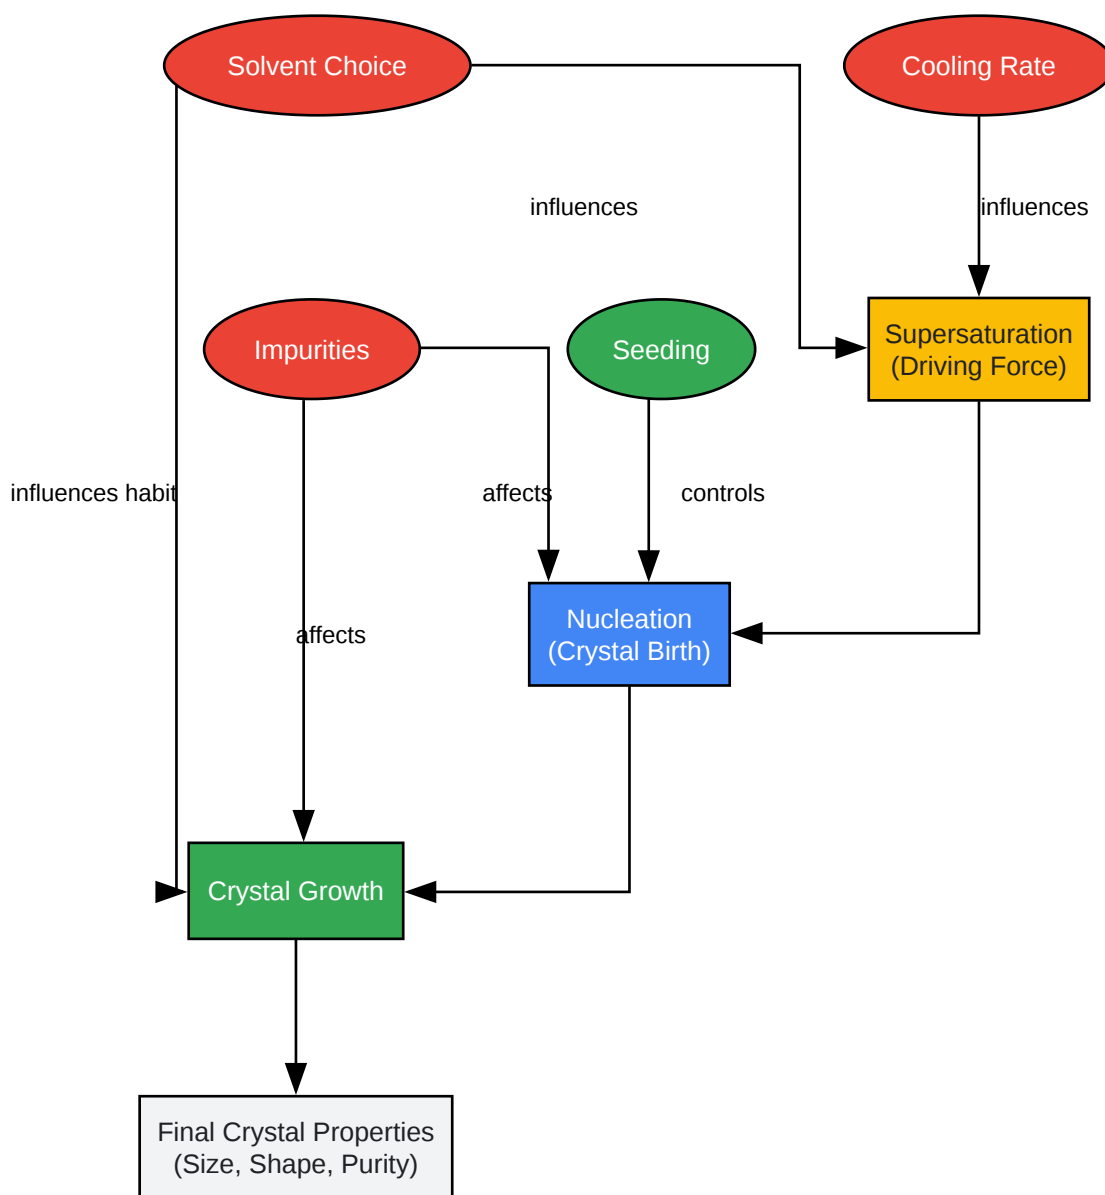 Solvent Choice
Cooling Rate
influences
influences
Impurities
Seeding
Supersaturation
(Driving Force)
influences habit
affects
controls
Nucleation
(Crystal Birth)
affects
Crystal Growth
Final Crystal Properties
(Size, Shape, Purity)